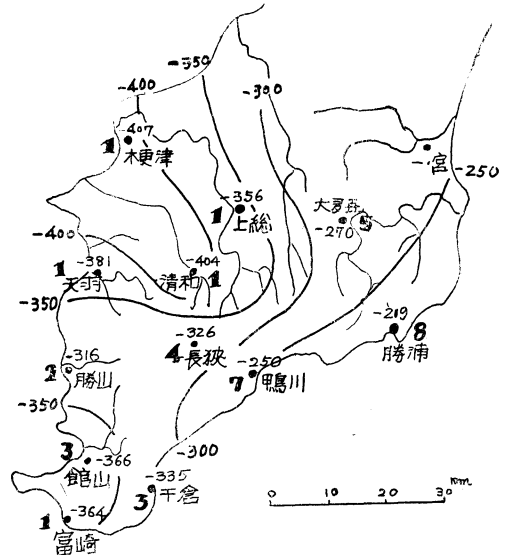 -350
-400
-300
-407
1
木更津
一宮
-250
-356
1
上総
大多喜
-270
-400
-381
1
天羽
-404
清和
1
-350
-326
4
長狭
-219
8
勝浦
-316
2
勝山
-250
7
鴨川
-350
3
-366
館山
-300
-335
3
千倉
-364
1
富崎
0 10 20 30
Km